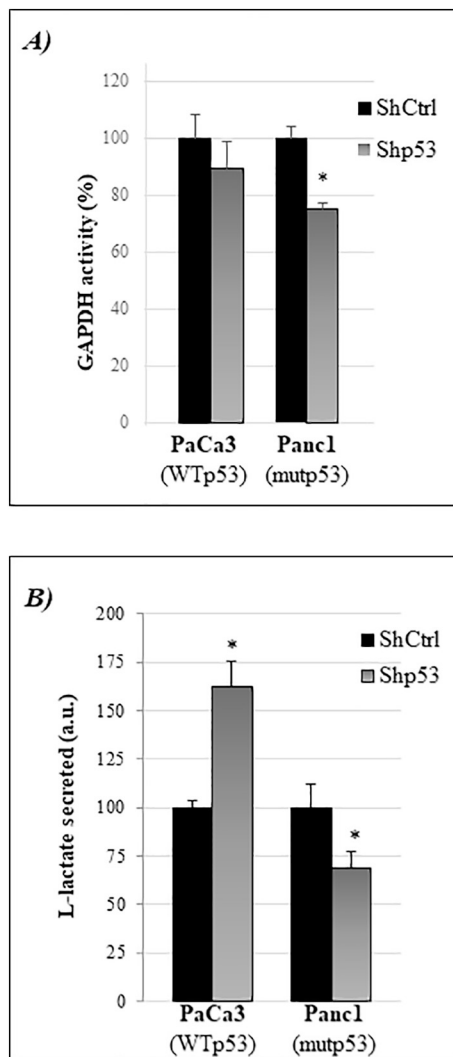 A)
120
100
80
60
40
20
0
GAPDH activity (%)
ShCtrl
Shp53
*
PaCa3 Panc1
(WTp53) (mutp53)
B)
200
175
150
125
100
75
50
25
0
L-lactate secreted (a.u.)
ShCtrl
Shp53
*
*
PaCa3 Panc1
(WTp53) (mutp53)